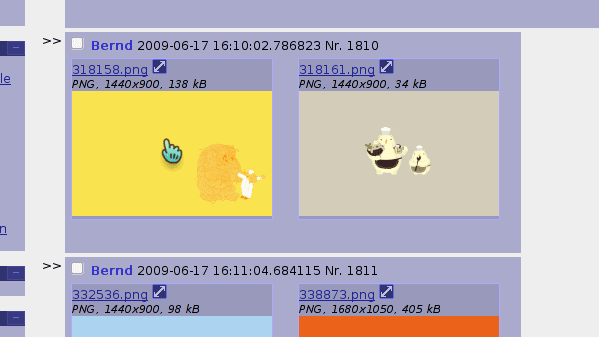 >> Bernd 2009-06-17 16:10:02.786823 Nr. 1810
318158.png 318161.png
PNG, 1440x900, 138 kB PNG, 1440x900, 34 kB
le
n
>> Bernd 2009-06-17 16:11:04.684115 Nr. 1811
332536.png 338873.png
PNG, 1440x900, 98 kB PNG, 1680x1050, 405 kB